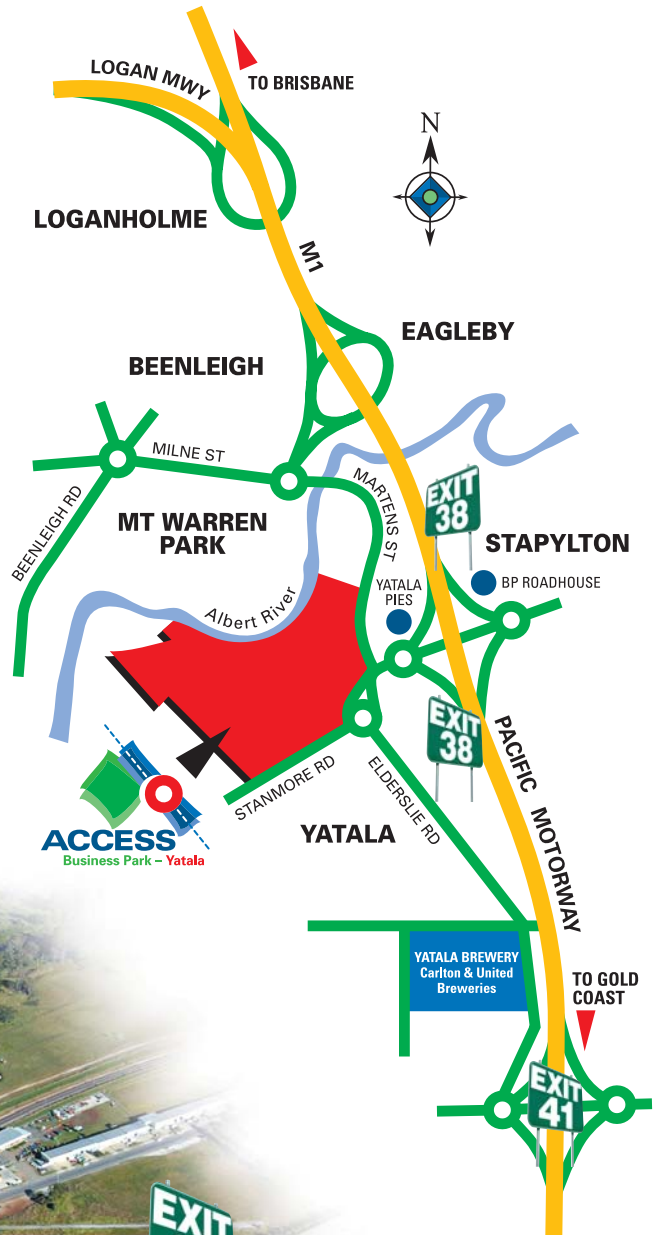 LOGAN MWY
TO BRISBANE
N
LOGANHOLME
M1
EAGLEBY
BEENLEIGH
MILNE ST
BEENLEIGH RD
MT WARREN
PARK
MARTENS ST
EXIT
38
STAPYLTON
BP ROADHOUSE
YATALA
PIES
Albert River
EXIT
38
PACIFIC MOTORWAY
STANMORE RD
ELDERSLIE RD
ACCESS
Business Park – Yatala
YATALA
YATALA BREWERY
Carlton & United
Breweries
TO GOLD
COAST
EXIT
41
EXIT